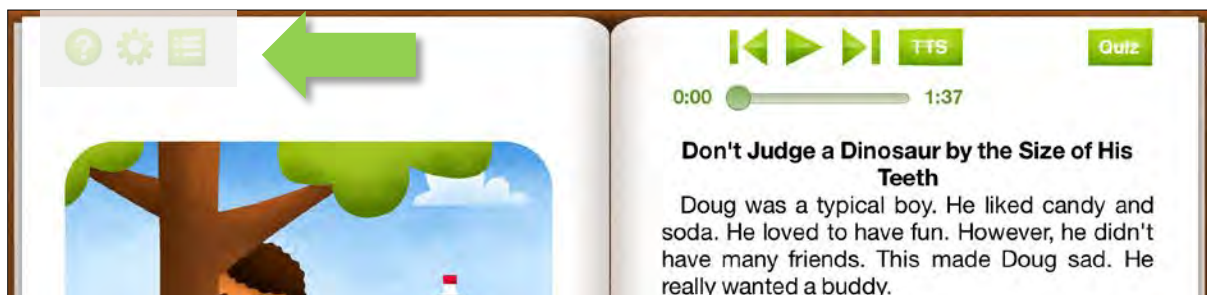 ?
TTS
Quiz
0:00
1:37
Don't Judge a Dinosaur by the Size of His
Teeth
Doug was a typical boy. He liked candy and
soda. He loved to have fun. However, he didn't
have many friends. This made Doug sad. He
really wanted a buddy.